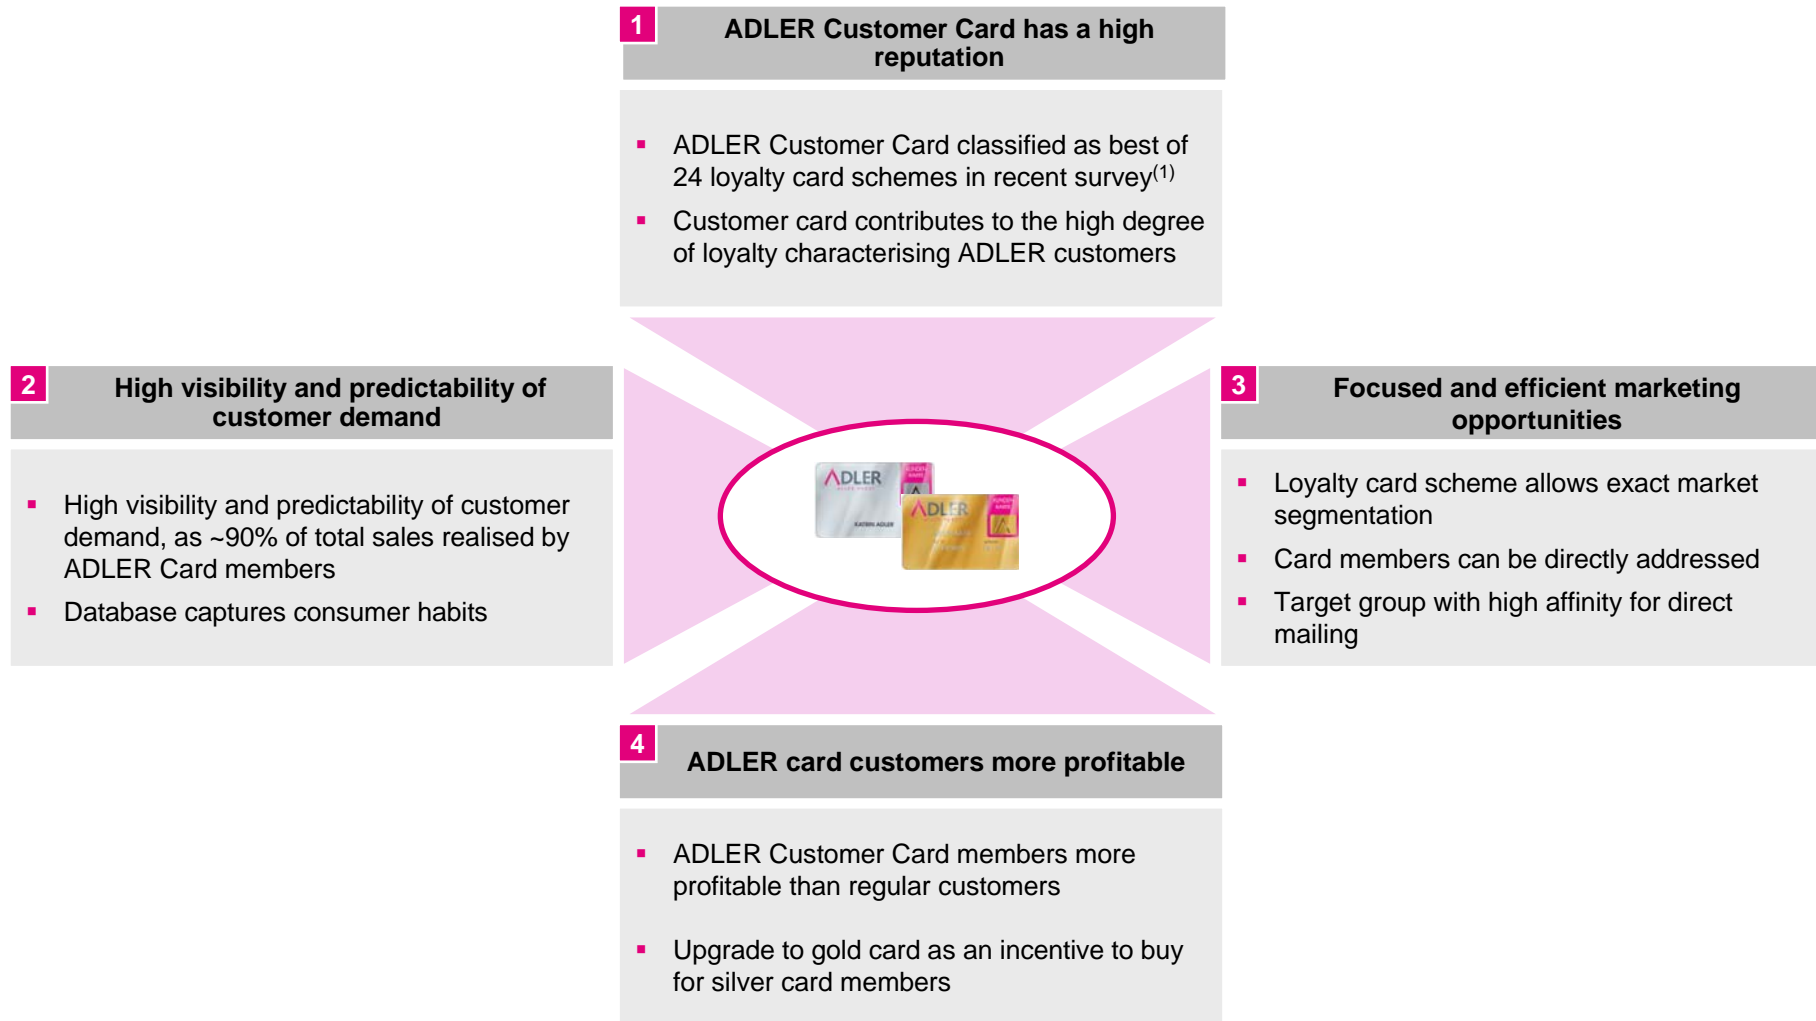 1
ADLER Customer Card has a high
reputation
▪ ADLER Customer Card classified as best of
24 loyalty card schemes in recent survey(1)
▪ Customer card contributes to the high degree
of loyalty characterising ADLER customers
2
High visibility and predictability of
customer demand
▪ High visibility and predictability of customer
demand, as ~90% of total sales realised by
ADLER Card members
▪ Database captures consumer habits
ADLER
KATRIN ADLER
ADLER
3
Focused and efficient marketing
opportunities
▪ Loyalty card scheme allows exact market
segmentation
▪ Card members can be directly addressed
▪ Target group with high affinity for direct
mailing
4
ADLER card customers more profitable
▪ ADLER Customer Card members more
profitable than regular customers
▪ Upgrade to gold card as an incentive to buy
for silver card members